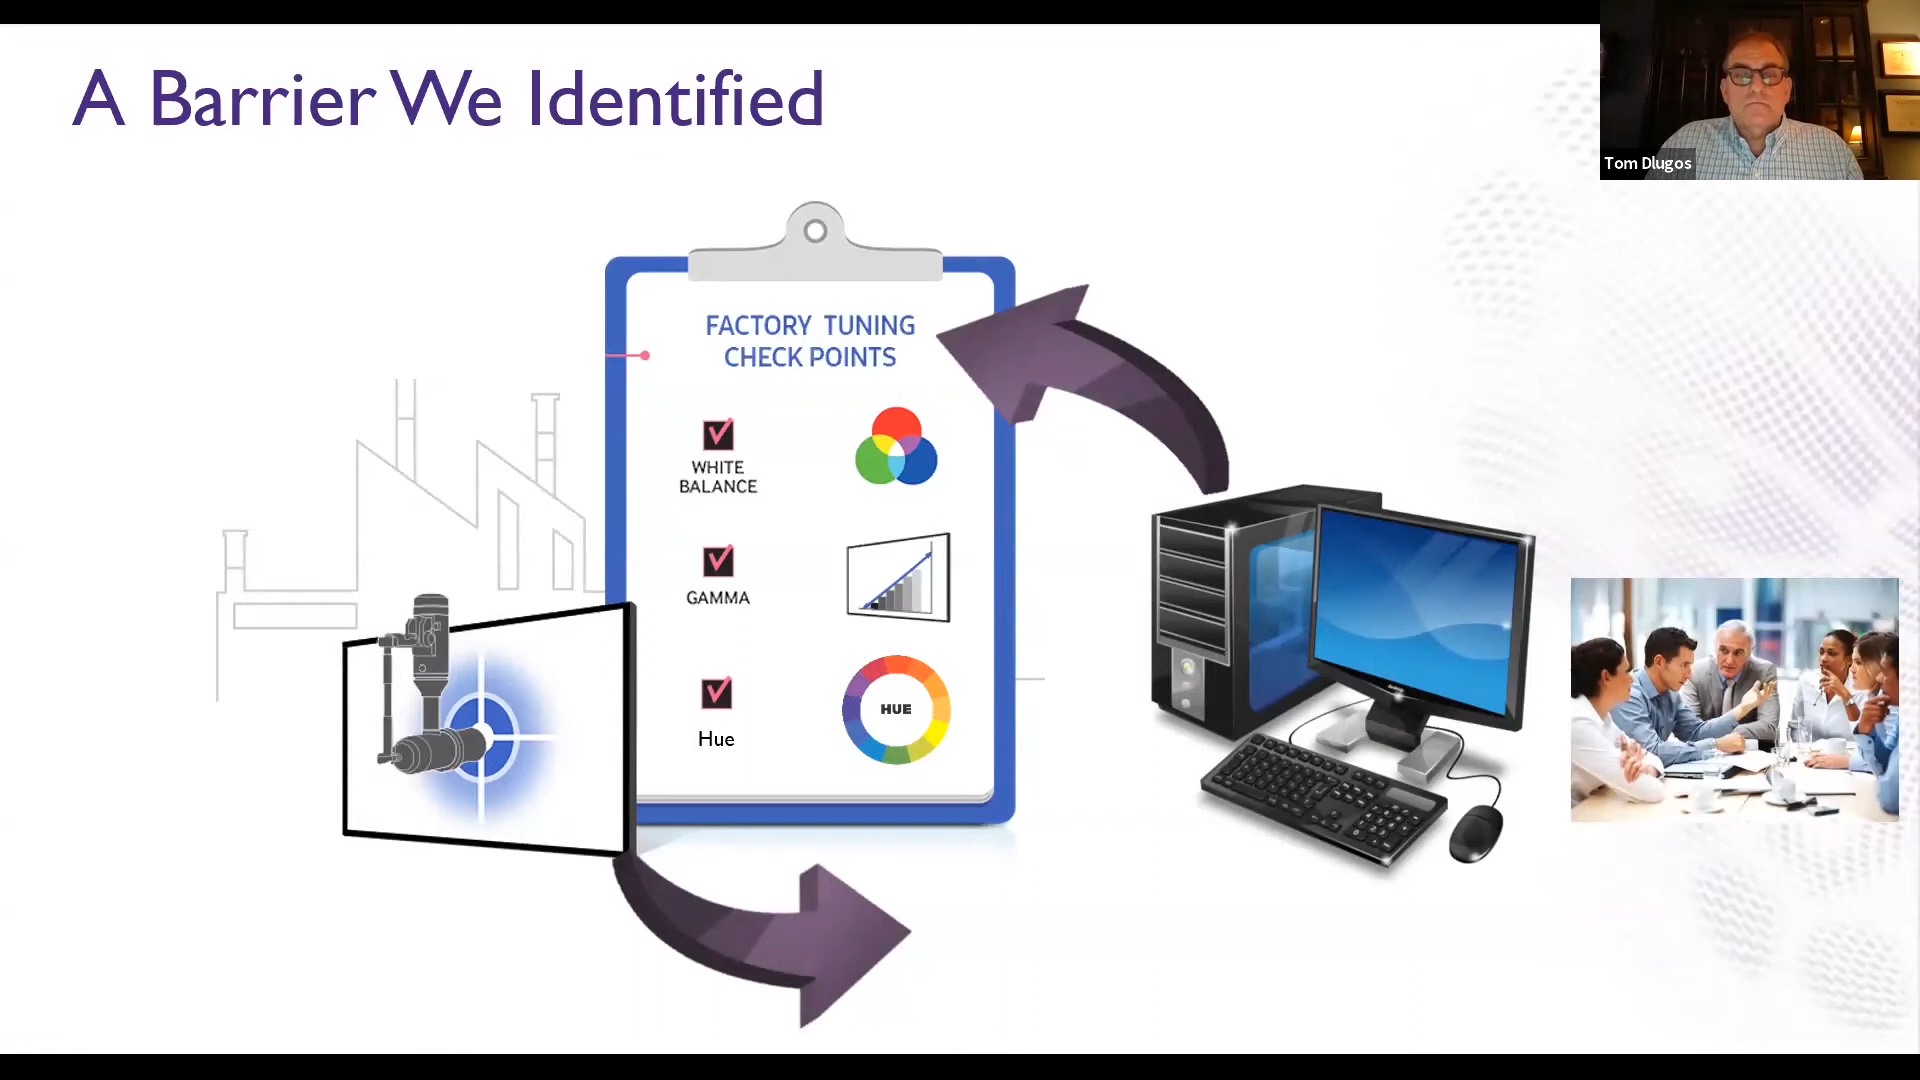 A Barrier We Identified
Tom Dlugos
FACTORY TUNING
CHECK POINTS
WHITE
BALANCE
GAMMA
Hue
HUE